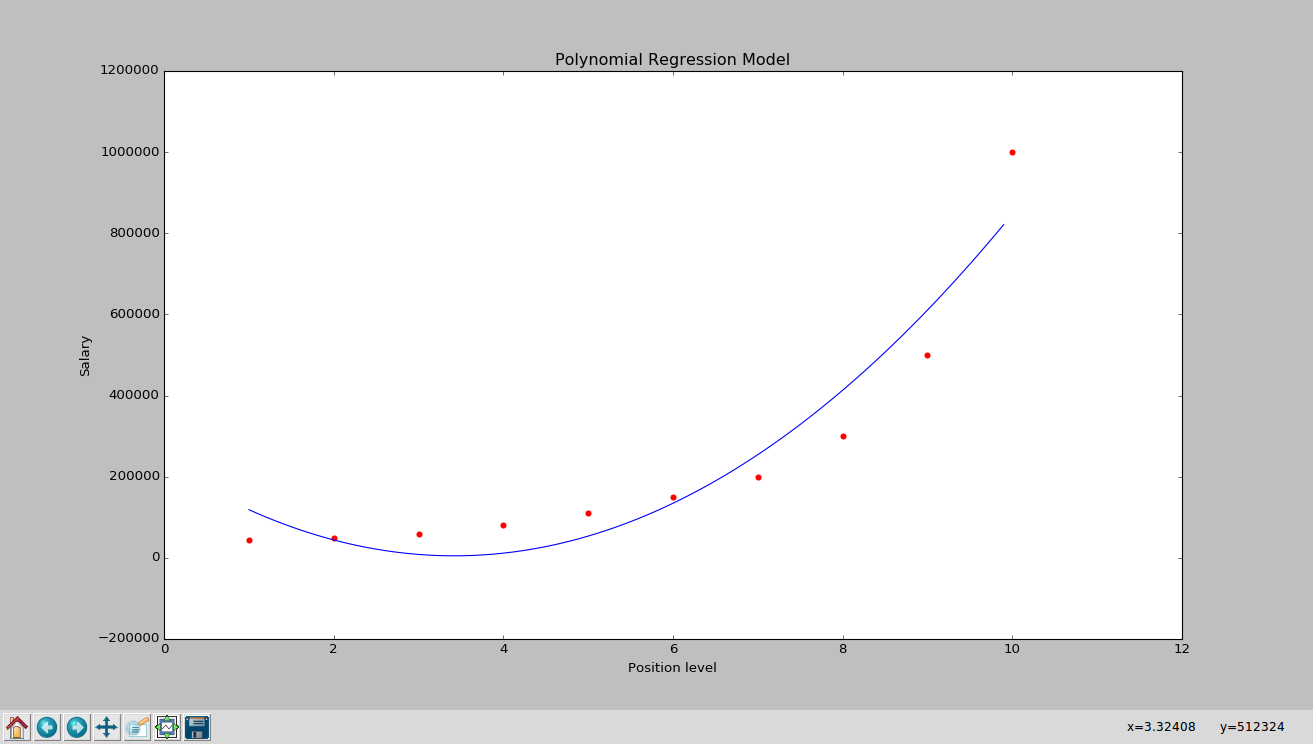 Polynomial Regression Model
1200000
1000000
800000
600000
400000
200000
0
−200000
Salary
0 2 4 6 8 10 12
Position level
x=3.32408 y=512324